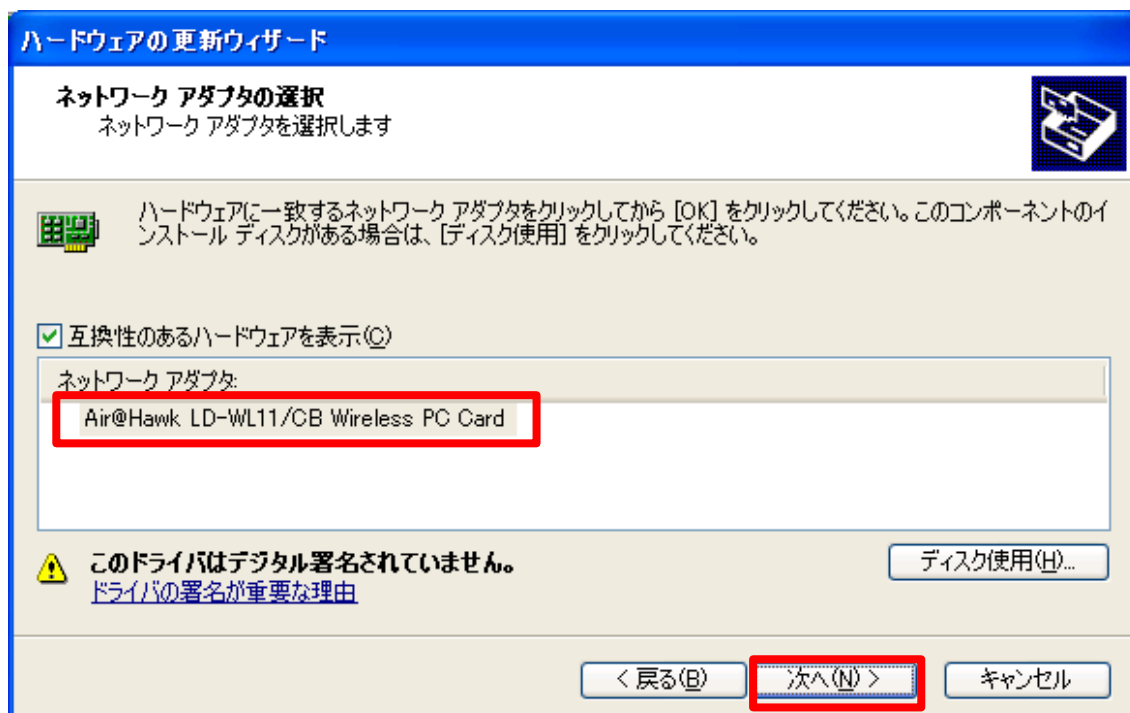 ハードウェアの更新ウィザード
ネットワーク アダプタの選択
ネットワーク アダプタを選択します
ハードウェアに一致するネットワーク アダプタをクリックしてから [OK] をクリックしてください。このコンポーネントのイ
ンストール ディスクがある場合は、[ディスク使用] をクリックしてください。
互換性のあるハードウェアを表示(C)
ネットワーク アダプタ:
Air@Hawk LD-WL11/CB Wireless PC Card
このドライバはデジタル署名されていません。
ドライバの署名が重要な理由
ディスク使用(H)...
< 戻る(B)
次へ(N) >
キャンセル